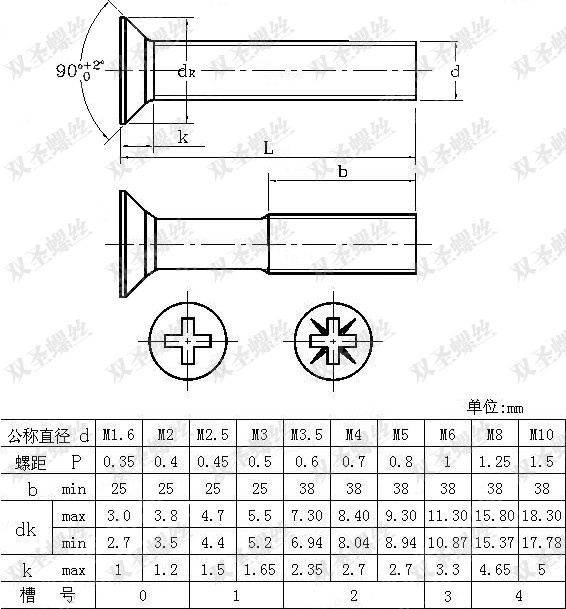 90°+2° 0
dk
d
k
L
b
单位:mm
公称直径 d M1.6 M2 M2.5 M3 M3.5 M4 M5 M6 M8 M10
螺距 P 0.35 0.4 0.45 0.5 0.6 0.7 0.8 1 1.25 1.5
b min 25 25 25 25 38 38 38 38 38 38
dk max 3.0 3.8 4.7 5.5 7.30 8.40 9.30 11.30 15.80 18.30
min 2.7 3.5 4.4 5.2 6.94 8.04 8.94 10.87 15.37 17.78
k max 1 1.2 1.5 1.65 2.35 2.7 2.7 3.3 4.65 5
槽号 0 1 2 3 4
双圣螺丝